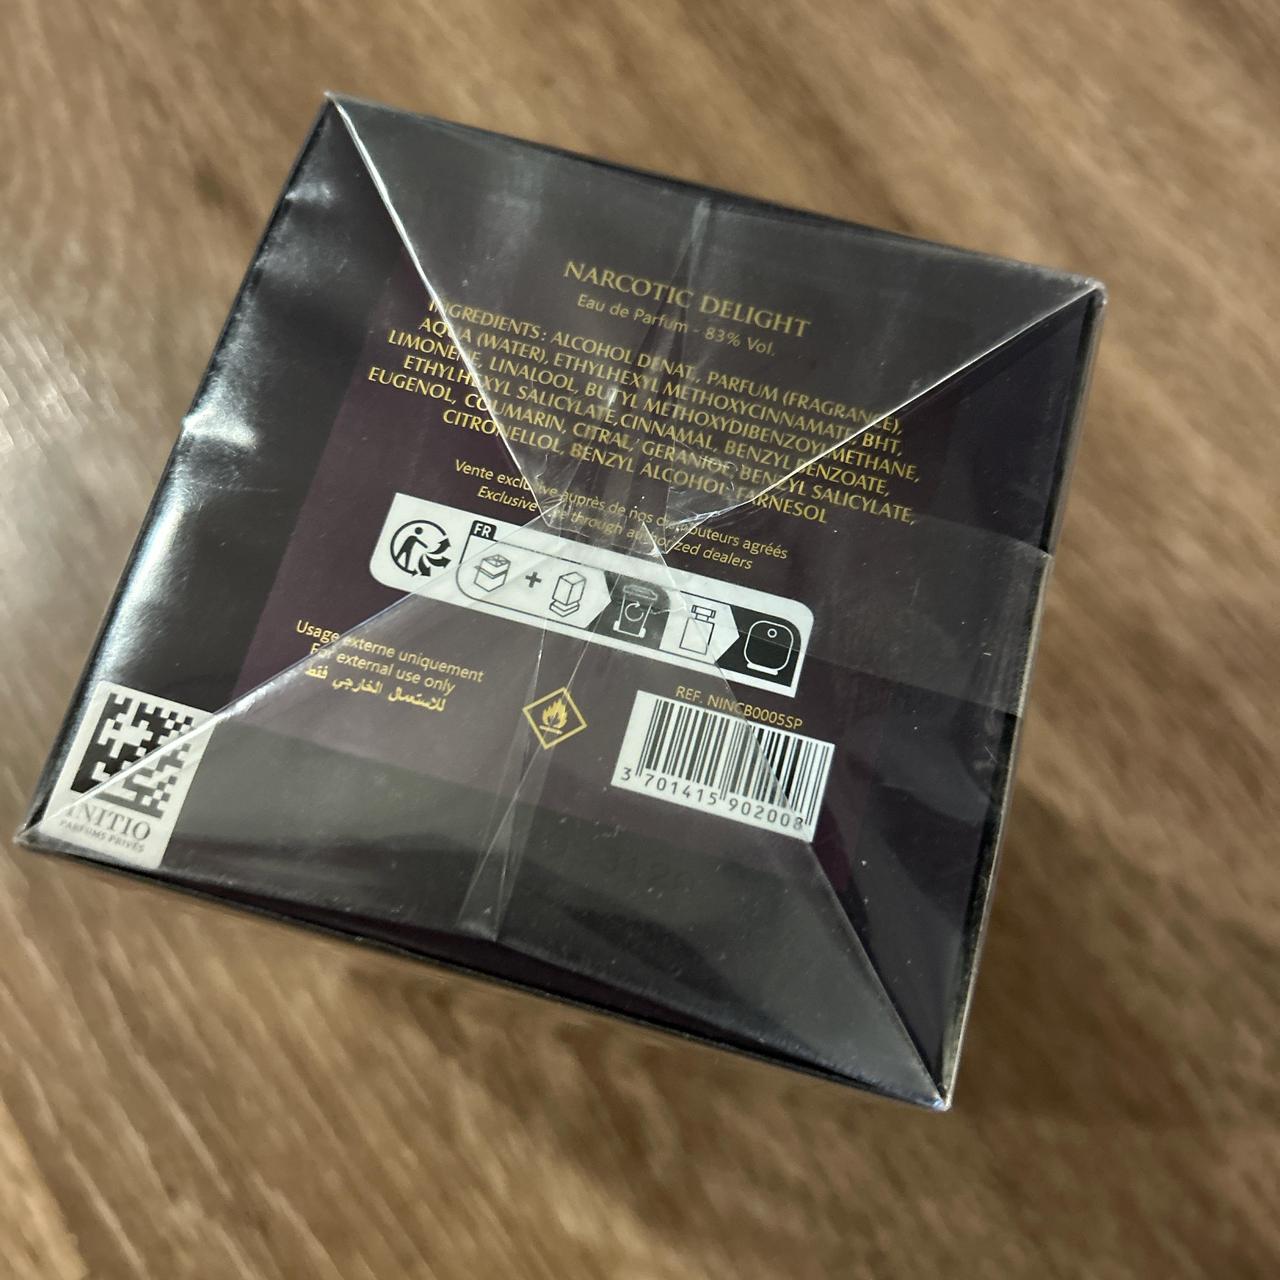 NARCOTIC DELIGHT
Eau de Parfum - 83% Vol.
INGREDIENTS: ALCOHOL DENAT., PARFUM (FRAGRANCE),
AQUA (WATER), ETHYLHEXYL METHOXYCINNAMATE, BHT,
LIMONENE, LINALOOL, BUTYL METHOXYDIBENZOYLMETHANE,
ETHYLHEXYL SALICYLATE, CINNAMAL, BENZYL BENZOATE,
EUGENOL, COUMARIN, CITRAL, GERANIOL, BENZYL SALICYLATE,
CITRONELLOL, BENZYL ALCOHOL, FARNESOL
Vente exclusive auprès de nos distributeurs agréés
Exclusive through authorized dealers
FR
Usage externe uniquement
For external use only
للاستعمال الخارجي فقط
REF. NINCB0005SP
3 701415 902008
INITIO
PARFUMS PRIVÉS